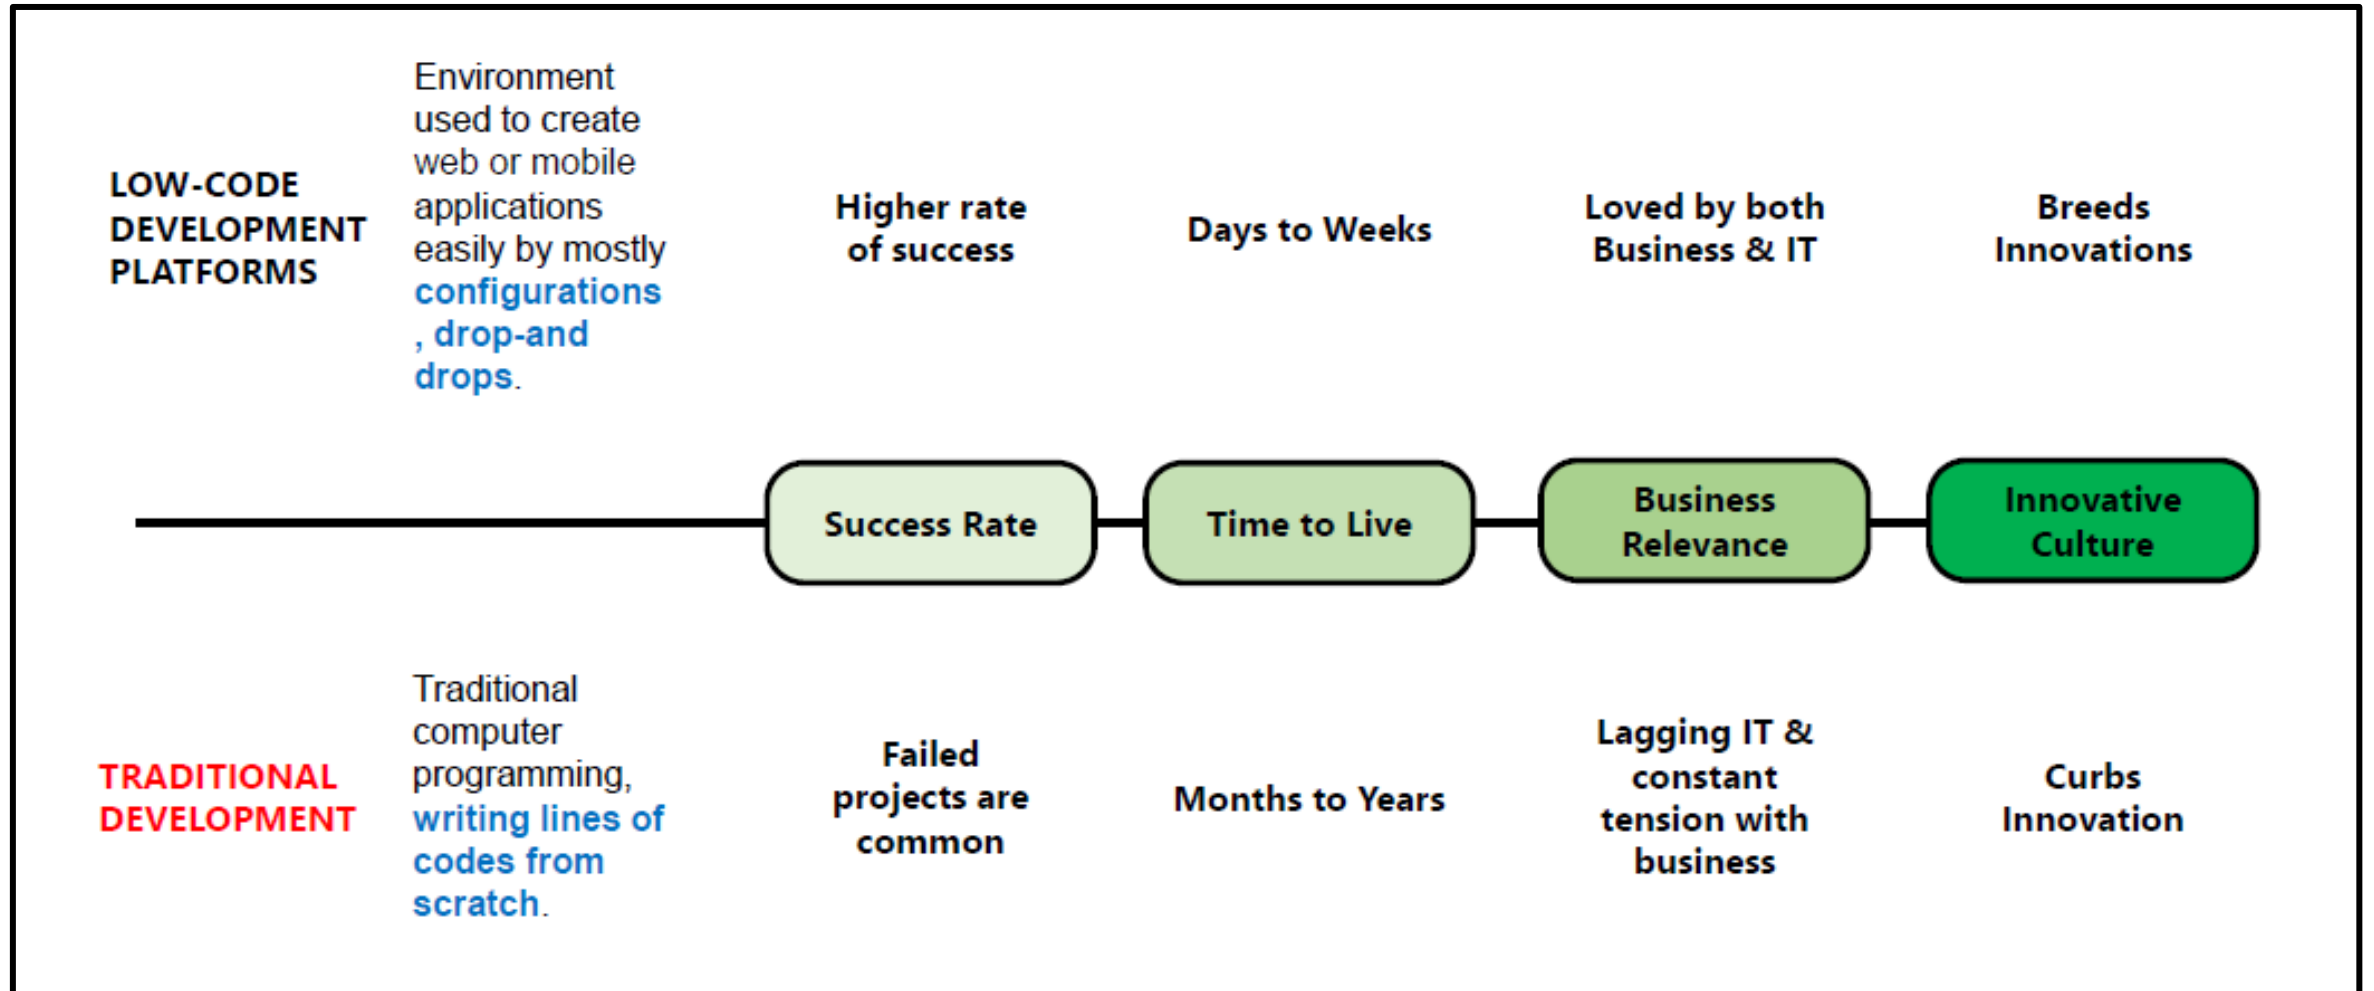 LOW-CODE
DEVELOPMENT
PLATFORMS
Environment
used to create
web or mobile
applications
easily by mostly
configurations
, drop-and
drops.
Higher rate
of success
Days to Weeks
Loved by both
Business & IT
Breeds
Innovations
Success Rate
Time to Live
Business
Relevance
Innovative
Culture
TRADITIONAL
DEVELOPMENT
Traditional
computer
programming,
writing lines of
codes from
scratch.
Failed
projects are
common
Months to Years
Lagging IT &
constant
tension with
business
Curbs
Innovation